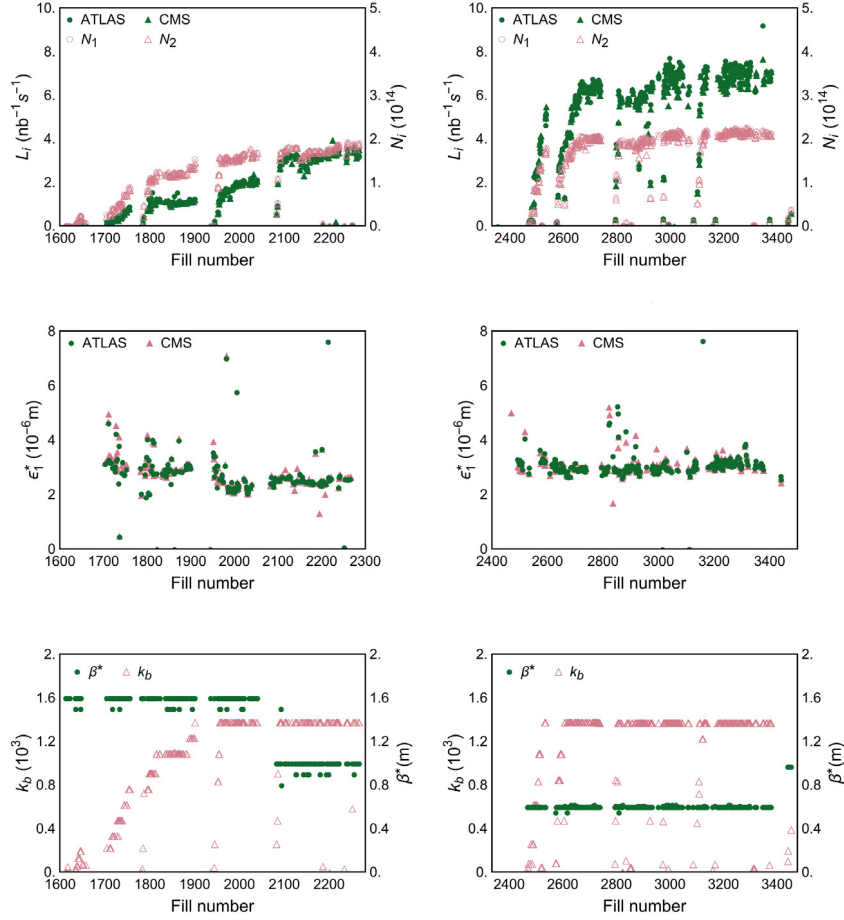 ATLAS CMS
N1 N2
10.
8.
6.
4.
2.
0.
5.
4.
3.
2.
1.
0.
Li (nb−1s−1)
Ni (10^14)
1600 1700 1800 1900 2000 2100 2200
Fill number
ATLAS CMS
N1 N2
10.
8.
6.
4.
2.
0.
5.
4.
3.
2.
1.
0.
Li (nb−1s−1)
Ni (10^14)
2400 2600 2800 3000 3200 3400
Fill number
ATLAS CMS
8
6
4
2
0
ϵ1* (10−6m)
1600 1700 1800 1900 2000 2100 2200 2300
Fill number
ATLAS CMS
8
6
4
2
0
ϵ1* (10−6m)
2400 2600 2800 3000 3200 3400
Fill number
β* kb
2.
1.6
1.2
0.8
0.4
0.
2.
1.6
1.2
0.8
0.4
0.
kb (10^3)
β*(m)
1600 1700 1800 1900 2000 2100 2200
Fill number
β* kb
2.
1.6
1.2
0.8
0.4
0.
2.
1.6
1.2
0.8
0.4
0.
kb (10^3)
β*(m)
2400 2600 2800 3000 3200 3400
Fill number